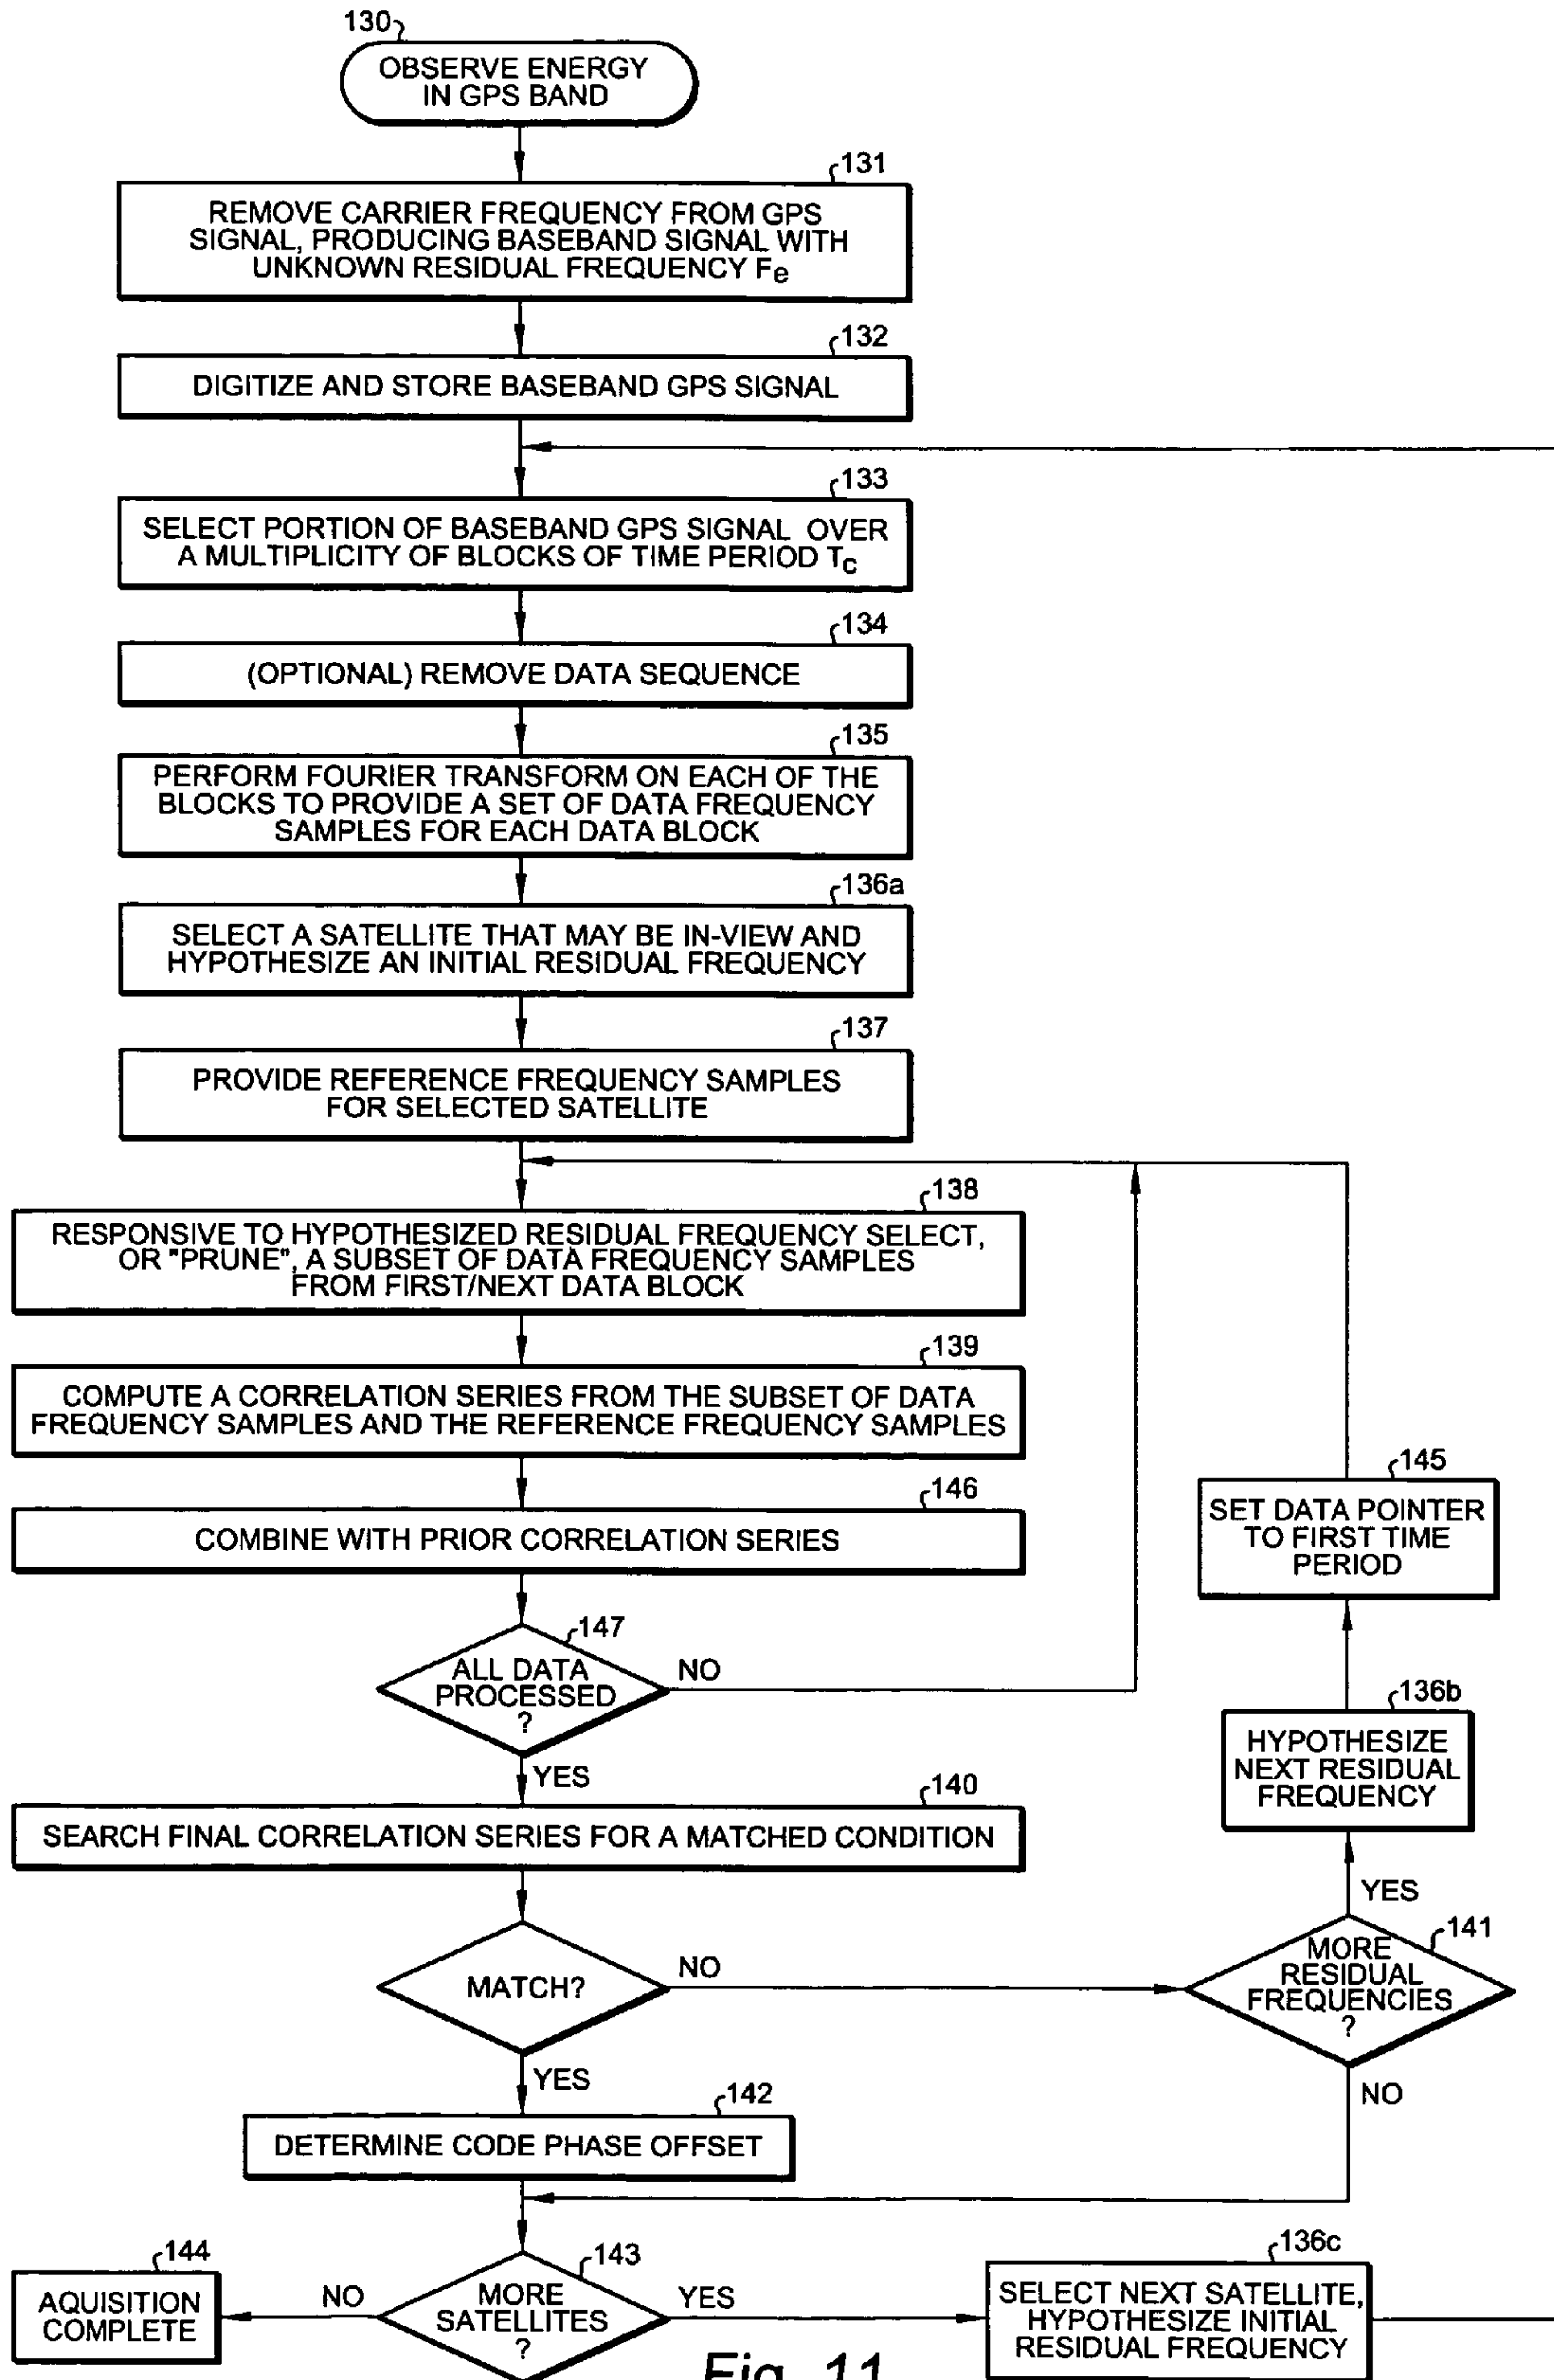 130
OBSERVE ENERGY
IN GPS BAND
131
REMOVE CARRIER FREQUENCY FROM GPS
SIGNAL, PRODUCING BASEBAND SIGNAL WITH
UNKNOWN RESIDUAL FREQUENCY Fe
132
DIGITIZE AND STORE BASEBAND GPS SIGNAL
133
SELECT PORTION OF BASEBAND GPS SIGNAL OVER
A MULTIPLICITY OF BLOCKS OF TIME PERIOD Tc
134
(OPTIONAL) REMOVE DATA SEQUENCE
135
PERFORM FOURIER TRANSFORM ON EACH OF THE
BLOCKS TO PROVIDE A SET OF DATA FREQUENCY
SAMPLES FOR EACH DATA BLOCK
136a
SELECT A SATELLITE THAT MAY BE IN-VIEW AND
HYPOTHESIZE AN INITIAL RESIDUAL FREQUENCY
137
PROVIDE REFERENCE FREQUENCY SAMPLES
FOR SELECTED SATELLITE
138
RESPONSIVE TO HYPOTHESIZED RESIDUAL FREQUENCY SELECT,
OR "PRUNE", A SUBSET OF DATA FREQUENCY SAMPLES
FROM FIRST/NEXT DATA BLOCK
139
COMPUTE A CORRELATION SERIES FROM THE SUBSET OF DATA
FREQUENCY SAMPLES AND THE REFERENCE FREQUENCY SAMPLES
146
COMBINE WITH PRIOR CORRELATION SERIES
145
SET DATA POINTER
TO FIRST TIME
PERIOD
147
ALL DATA
PROCESSED
?
NO
YES
136b
HYPOTHESIZE
NEXT RESIDUAL
FREQUENCY
140
SEARCH FINAL CORRELATION SERIES FOR A MATCHED CONDITION
YES
141
MORE
RESIDUAL
FREQUENCIES
?
NO
MATCH?
NO
YES
142
DETERMINE CODE PHASE OFFSET
144
AQUISITION
COMPLETE
NO
143
MORE
SATELLITES
?
YES
136c
SELECT NEXT SATELLITE,
HYPOTHESIZE INITIAL
RESIDUAL FREQUENCY
Fig. 11